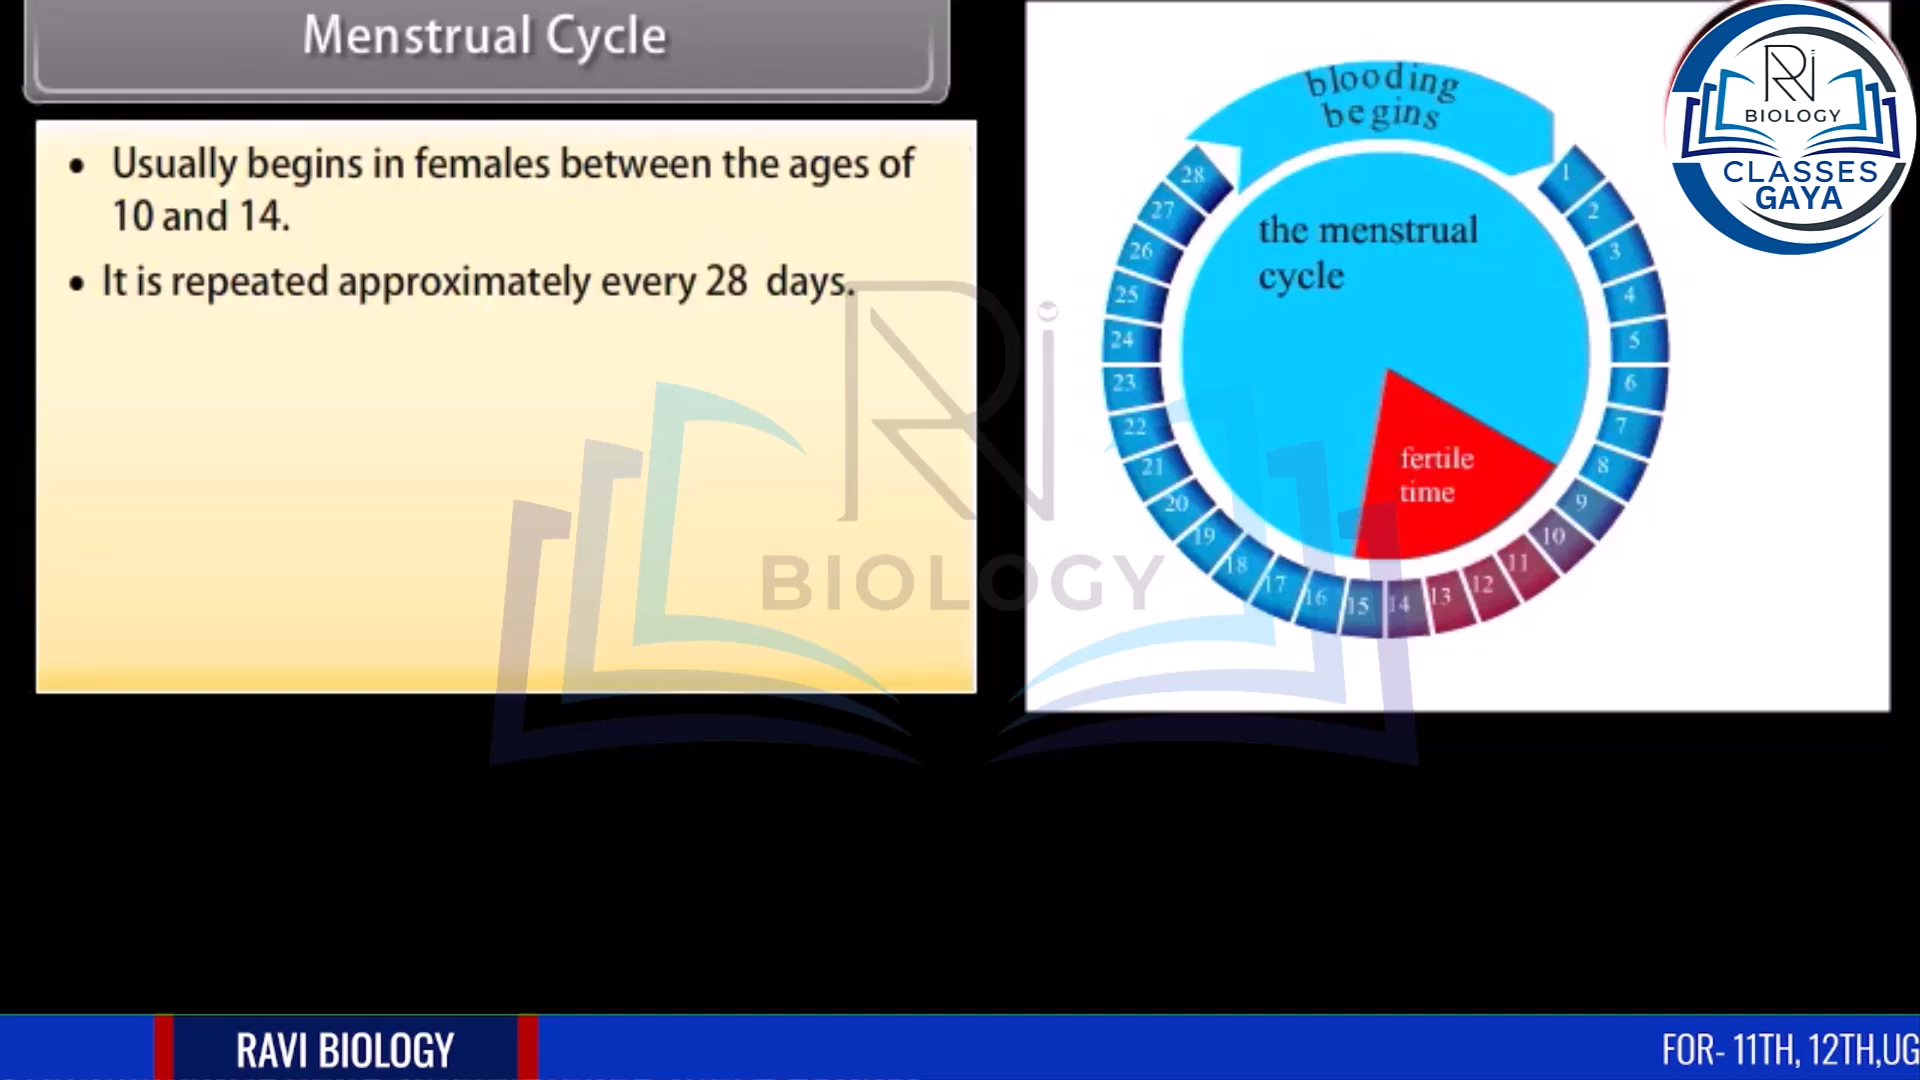 Menstrual Cycle
• Usually begins in females between the ages of
10 and 14.
• It is repeated approximately every 28 days.
blooding
begins
the menstrual
cycle
fertile
time
1
2
3
4
5
6
7
8
9
10
11
12
13
14
15
16
17
18
19
20
21
22
23
24
25
26
27
28
Ri
BIOLOGY
CLASSES
GAYA
Ri
BIOLOGY
RAVI BIOLOGY
FOR- 11TH, 12TH,UG